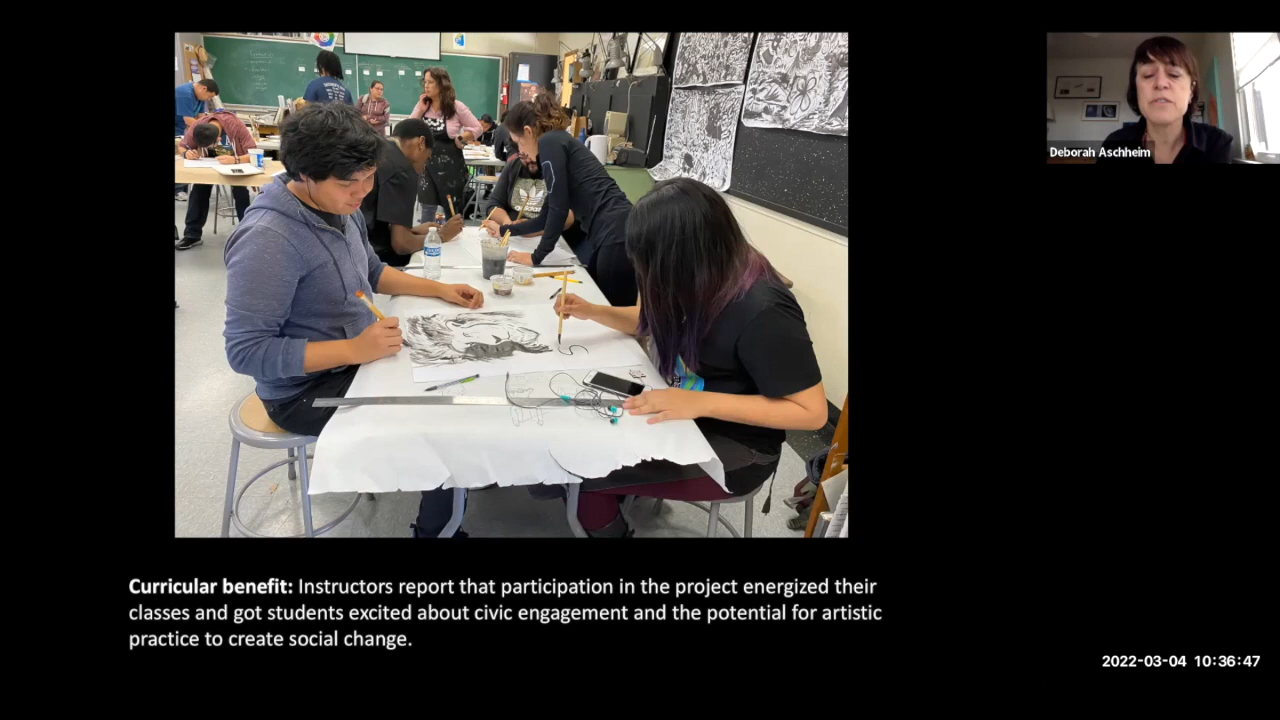 Deborah Aschheim
adidas
Curricular benefit: Instructors report that participation in the project energized their
classes and got students excited about civic engagement and the potential for artistic
practice to create social change.
2022-03-04 10:36:47